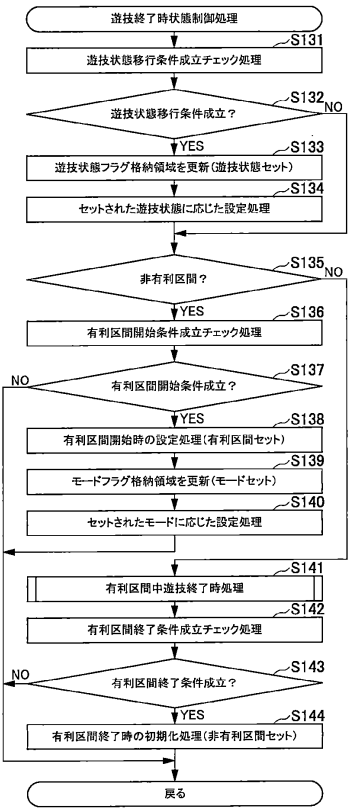 遊技終了時状態制御処理
S131
遊技状態移行条件成立チェック処理
S132
遊技状態移行条件成立？
NO
YES
S133
遊技状態フラグ格納領域を更新(遊技状態セット)
S134
セットされた遊技状態に応じた設定処理
S135
非有利区間？
NO
YES
S136
有利区間開始条件成立チェック処理
S137
NO
有利区間開始条件成立？
YES
S138
有利区間開始時の設定処理(有利区間セット)
S139
モードフラグ格納領域を更新(モードセット)
S140
セットされたモードに応じた設定処理
S141
有利区間中遊技終了時処理
S142
有利区間終了条件成立チェック処理
S143
NO
有利区間終了条件成立？
YES
S144
有利区間終了時の初期化処理(非有利区間セット)
戻る